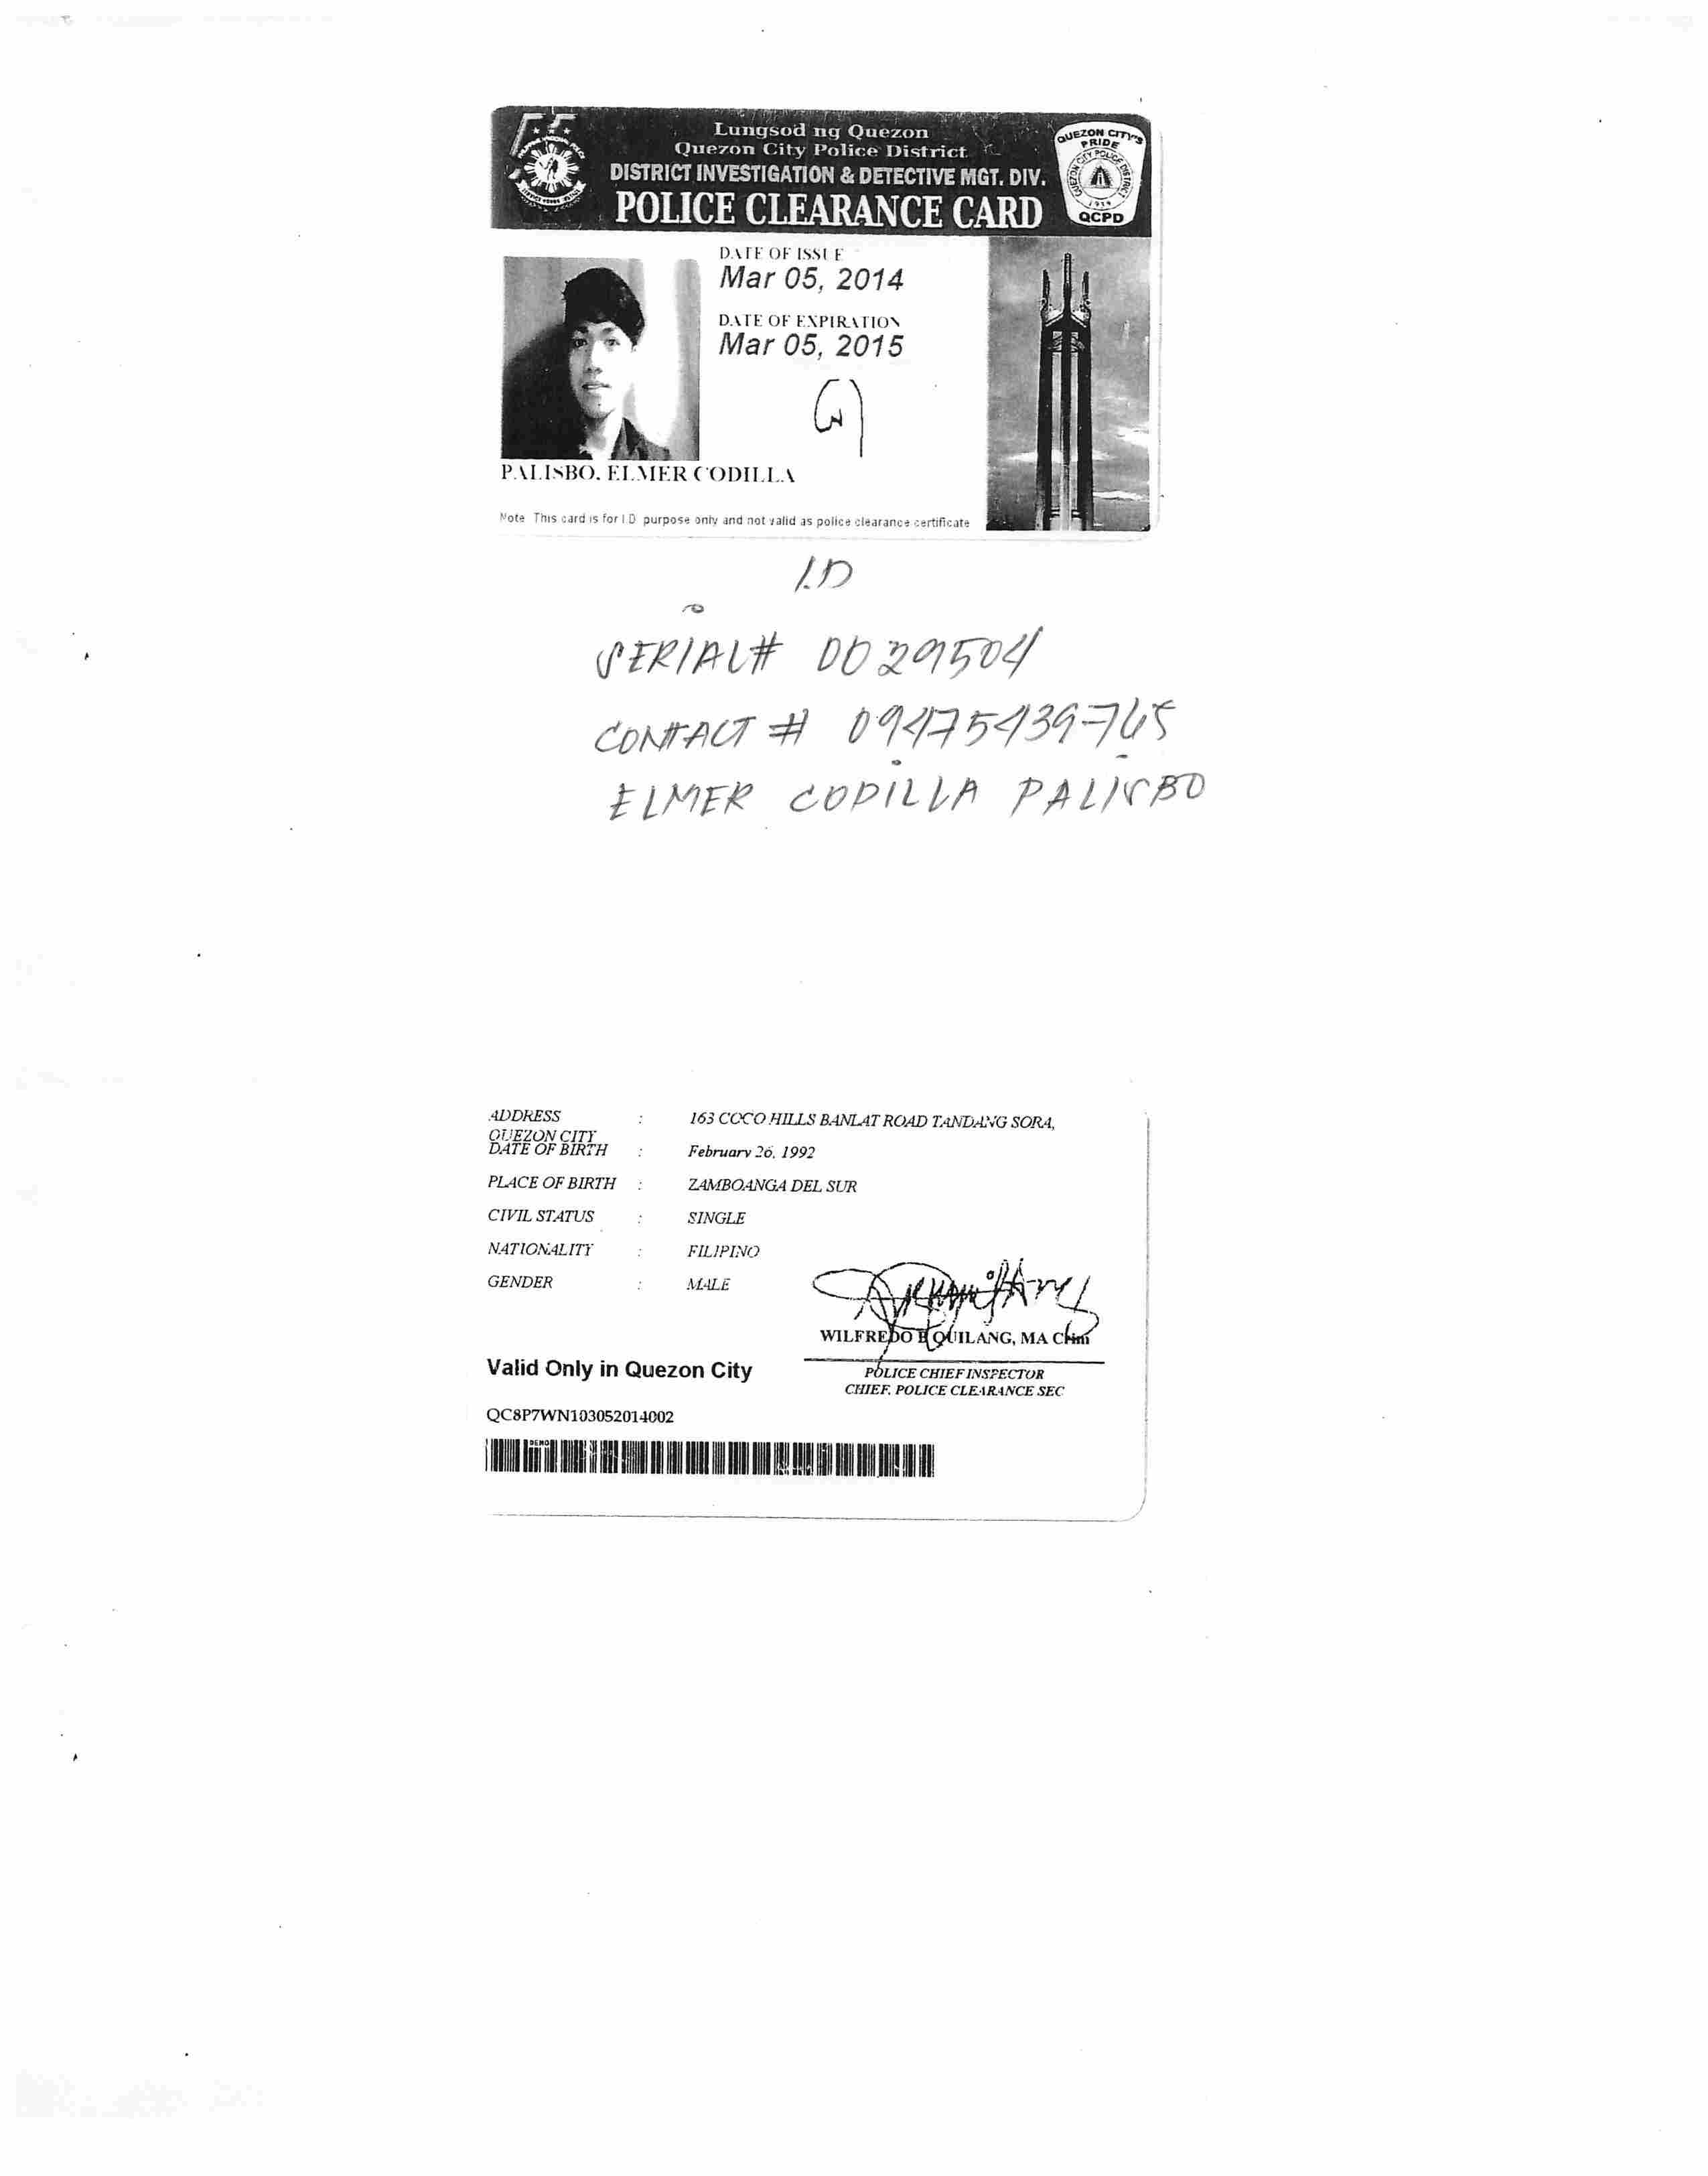 Lungsod ng Quezon
Quezon City Police District
DISTRICT INVESTIGATION & DETECTIVE MGT. DIV.
POLICE CLEARANCE CARD
QUEZON CITY'S
PRIDE
QUEZON CITY POLICE DISTRICT
1939
QCPD
DATE OF ISSUE
Mar 05, 2014
DATE OF EXPIRATION
Mar 05, 2015
PALISBO, ELMER CODILLA
Note This card is for I.D purpose only and not valid as police clearance certificate
I.D
SERIAL# 0029504
CONTACT # 09475439765
ELMER CODILLA PALISBO
ADDRESS : 163 COCO HILLS BANLAT ROAD TANDANG SORA,
QUEZON CITY
DATE OF BIRTH : February 26, 1992
PLACE OF BIRTH : ZAMBOANGA DEL SUR
CIVIL STATUS : SINGLE
NATIONALITY : FILIPINO
GENDER : MALE
WILFREDO QUILANG, MA Crim
Valid Only in Quezon City
POLICE CHIEF INSPECTOR
CHIEF, POLICE CLEARANCE SEC
QC8P7WN103052014002
DEMO